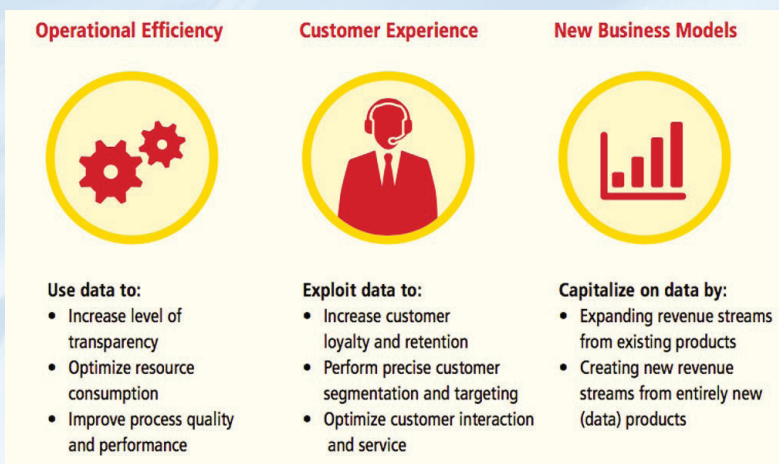 Operational Efficiency
Use data to:
• Increase level of
transparency
• Optimize resource
consumption
• Improve process quality
and performance
Customer Experience
Exploit data to:
• Increase customer
loyalty and retention
• Perform precise customer
segmentation and targeting
• Optimize customer interaction
and service
New Business Models
Capitalize on data by:
• Expanding revenue streams
from existing products
• Creating new revenue
streams from entirely new
(data) products